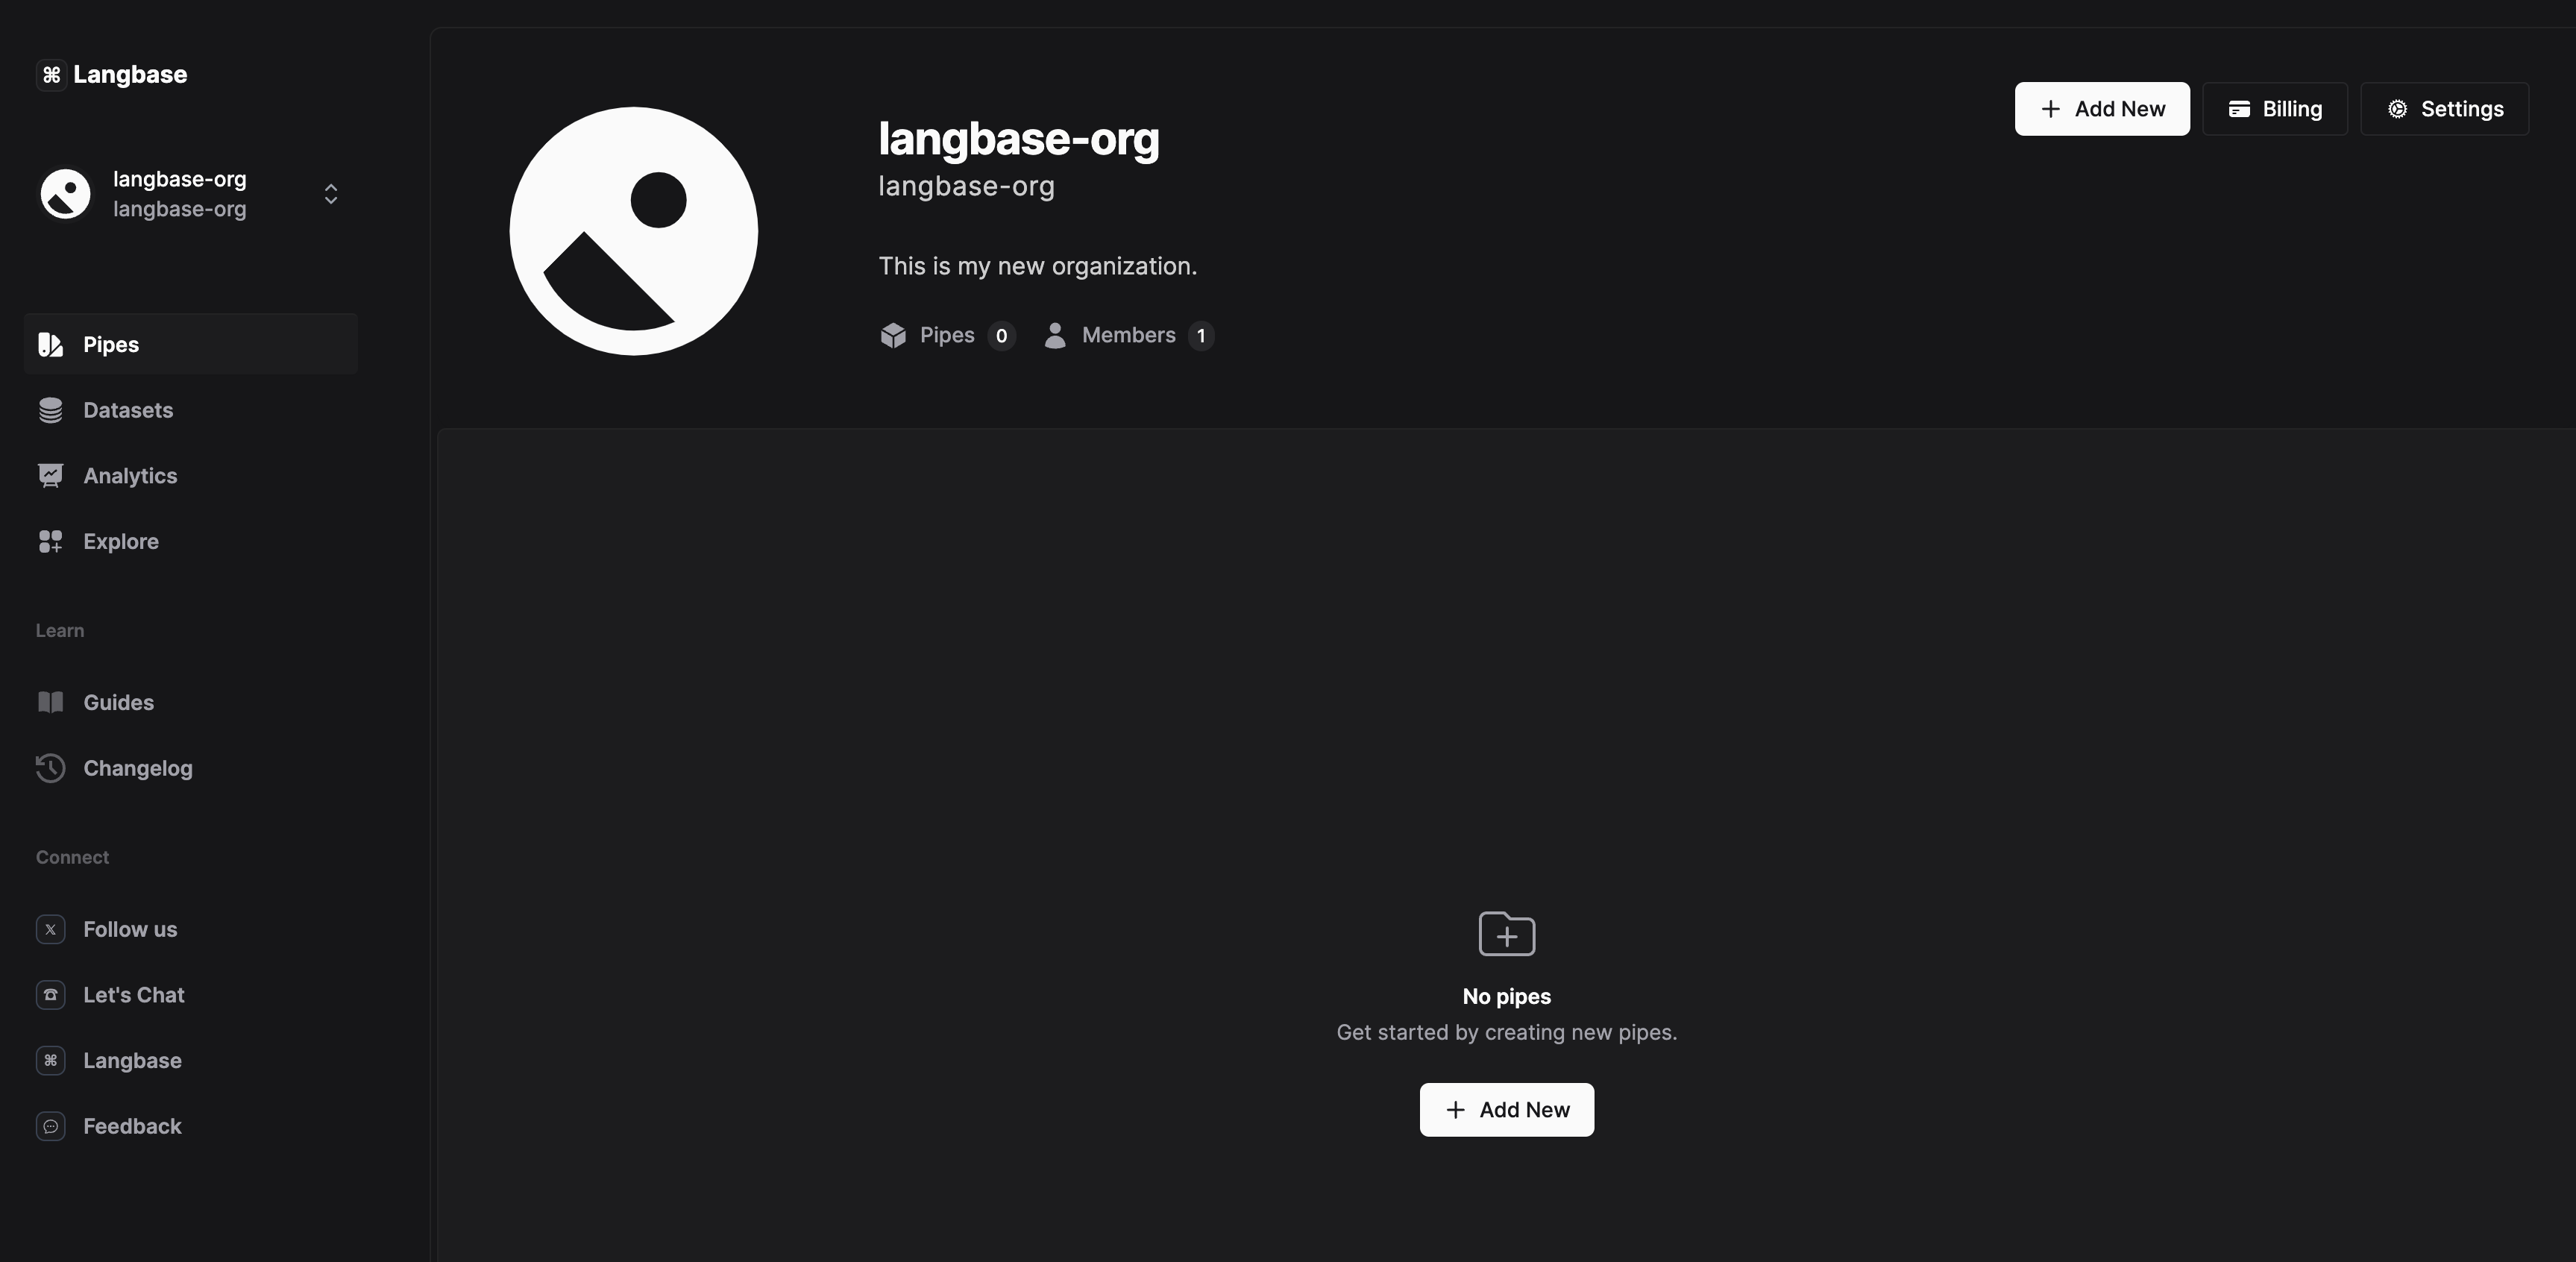 Langbase
langbase-org
langbase-org
Pipes
Datasets
Analytics
Explore
Learn
Guides
Changelog
Connect
Follow us
Let's Chat
Langbase
Feedback
langbase-org
langbase-org
This is my new organization.
Pipes 0 Members 1
Add New Billing Settings
No pipes
Get started by creating new pipes.
Add New